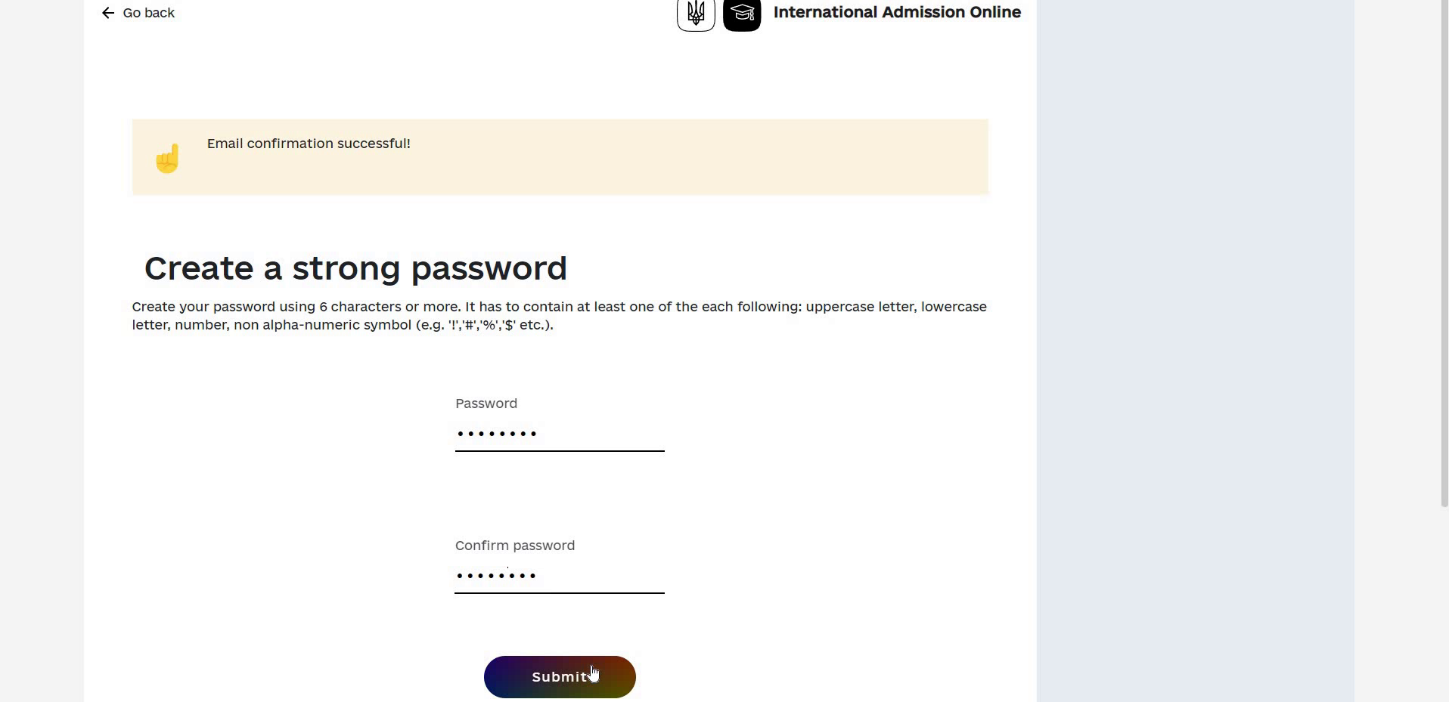 ← Go back
International Admission Online
Email confirmation successful!
Create a strong password
Create your password using 6 characters or more. It has to contain at least one of the each following: uppercase letter, lowercase
letter, number, non alpha-numeric symbol (e.g. '!','#','%','$' etc.).
Password
••••••••
Confirm password
••••••••
Submit